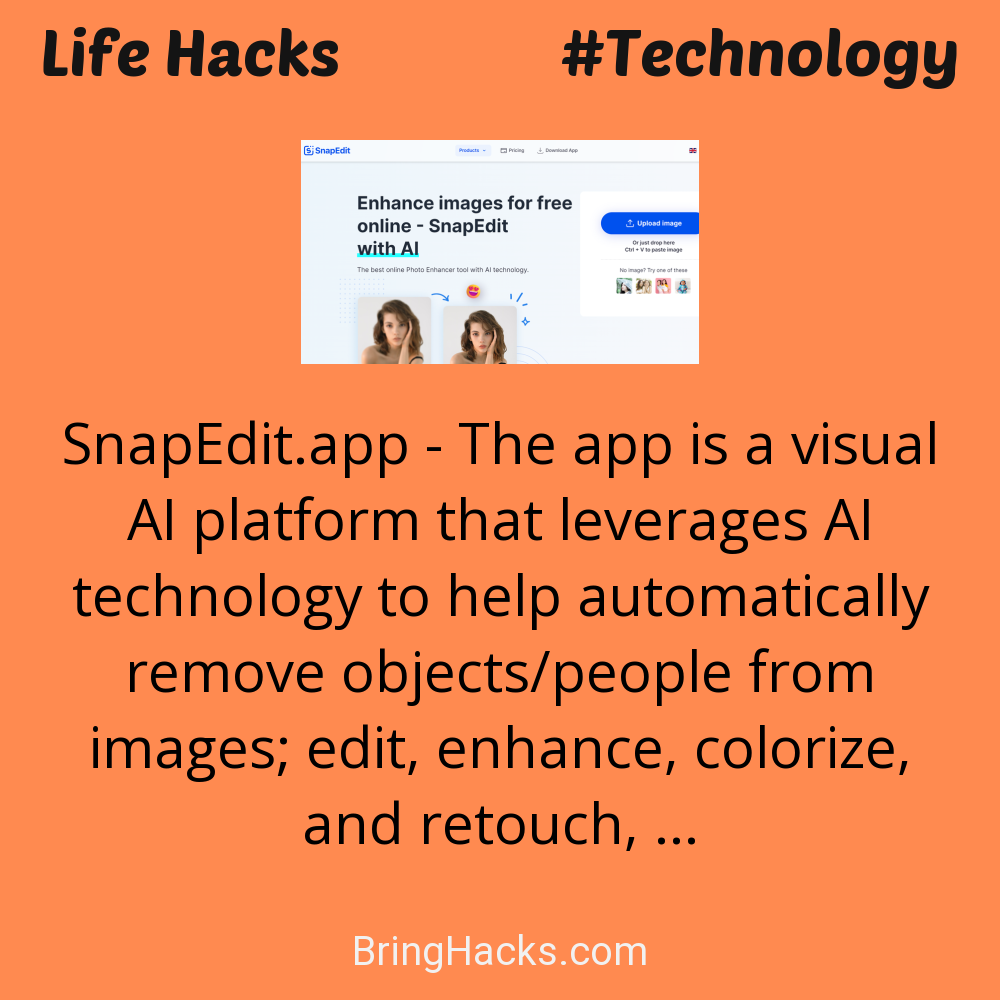 Life Hacks #Technology
SnapEdit Products Pricing Download App
Enhance images for free
online - SnapEdit
with AI
The best online Photo Enhancer tool with AI technology.
Upload image
Or just drop here
Ctrl + V to paste image
No image? Try one of these
SnapEdit.app - The app is a visual
AI platform that leverages AI
technology to help automatically
remove objects/people from
images; edit, enhance, colorize,
and retouch, ...
BringHacks.com